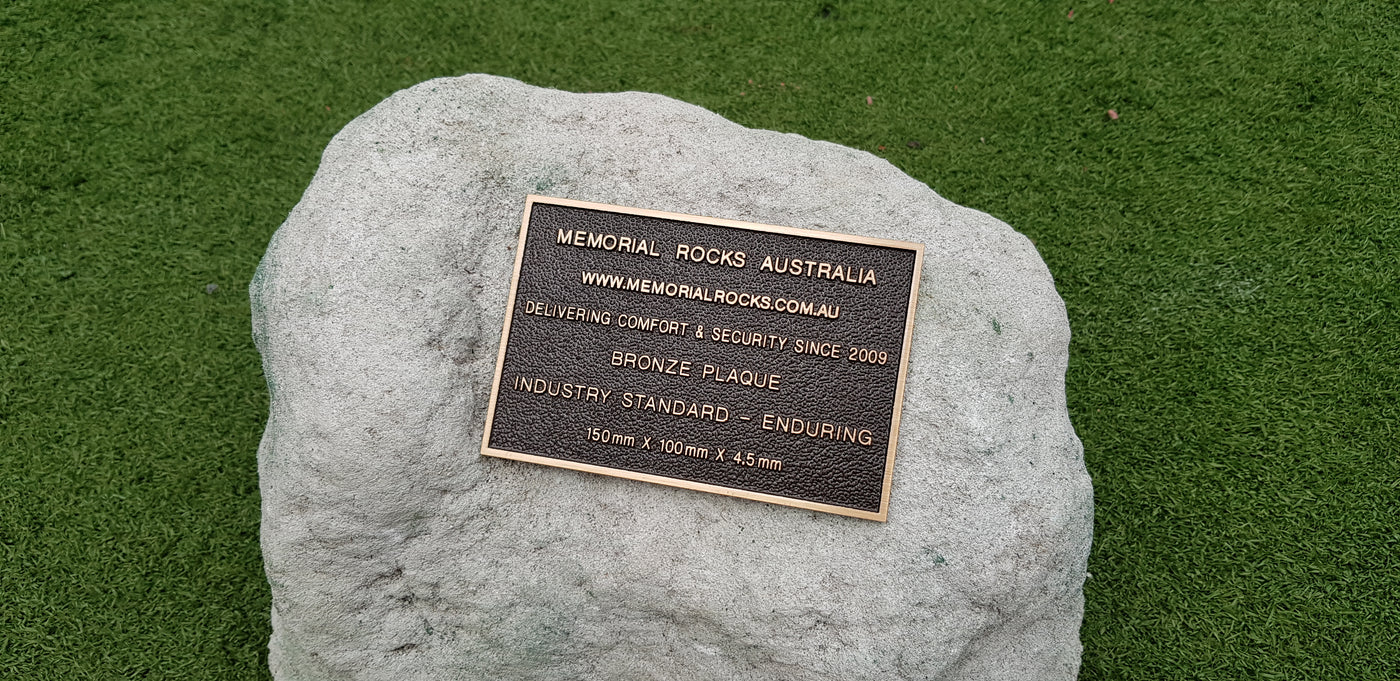 MEMORIAL ROCKS AUSTRALIA
WWW.MEMORIALROCKS.COM.AU
DELIVERING COMFORT & SECURITY SINCE 2009
BRONZE PLAQUE
INDUSTRY STANDARD - ENDURING
150mm X 100mm X 4.5mm